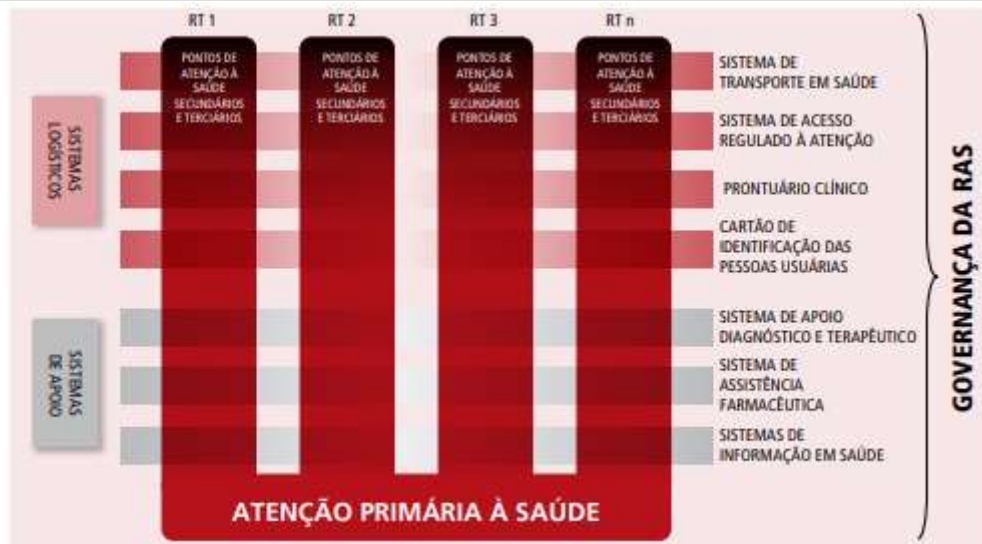 RT 1
RT 2
RT 3
RT n
PONTOS DE
ATENÇÃO À
SAÚDE
SECUNDÁRIOS
E TERCIÁRIOS
PONTOS DE
ATENÇÃO À
SAÚDE
SECUNDÁRIOS
E TERCIÁRIOS
PONTOS DE
ATENÇÃO À
SAÚDE
SECUNDÁRIOS
E TERCIÁRIOS
PONTOS DE
ATENÇÃO À
SAÚDE
SECUNDÁRIOS
E TERCIÁRIOS
SISTEMAS
LOGÍSTICOS
SISTEMA DE
TRANSPORTE EM SAÚDE
SISTEMA DE ACESSO
REGULADO À ATENÇÃO
PRONTUÁRIO CLÍNICO
CARTÃO DE
IDENTIFICAÇÃO DAS
PESSOAS USUÁRIAS
SISTEMAS
DE APOIO
SISTEMA DE APOIO
DIAGNÓSTICO E TERAPÊUTICO
SISTEMA DE
ASSISTÊNCIA
FARMACÊUTICA
SISTEMAS DE
INFORMAÇÃO EM SAÚDE
GOVERNANÇA DA RAS
ATENÇÃO PRIMÁRIA À SAÚDE